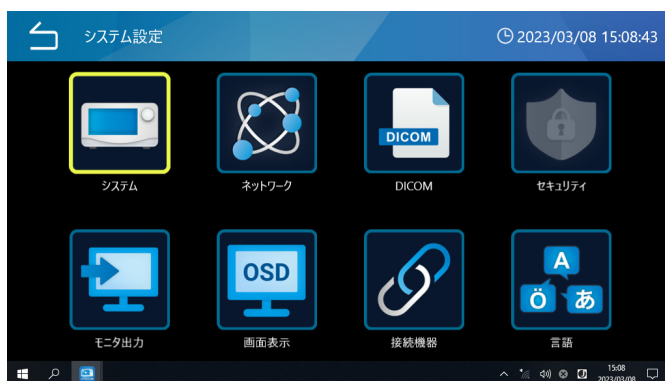 システム設定
2023/03/08 15:08:43
DICOM
システム
ネットワーク
DICOM
セキュリティ
OSD
A
Ö
あ
モニタ出力
画面表示
接続機器
言語
15:08
2023/03/08